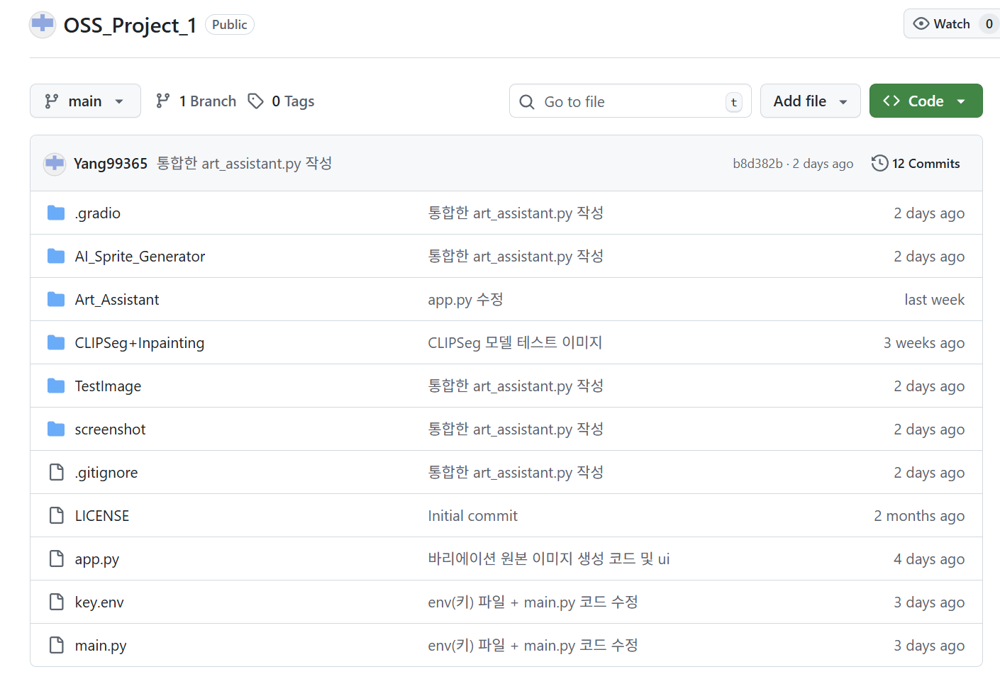 OSS_Project_1 Public Watch 0
main 1 Branch 0 Tags Go to file t Add file Code
Yang99365 통합한 art_assistant.py 작성 b8d382b · 2 days ago 12 Commits
.gradio 통합한 art_assistant.py 작성 2 days ago
AI_Sprite_Generator 통합한 art_assistant.py 작성 2 days ago
Art_Assistant app.py 수정 last week
CLIPSeg+Inpainting CLIPSeg 모델 테스트 이미지 3 weeks ago
TestImage 통합한 art_assistant.py 작성 2 days ago
screenshot 통합한 art_assistant.py 작성 2 days ago
.gitignore 통합한 art_assistant.py 작성 2 days ago
LICENSE Initial commit 2 months ago
app.py 바리에이션 원본 이미지 생성 코드 및 ui 4 days ago
key.env env(키) 파일 + main.py 코드 수정 3 days ago
main.py env(키) 파일 + main.py 코드 수정 3 days ago